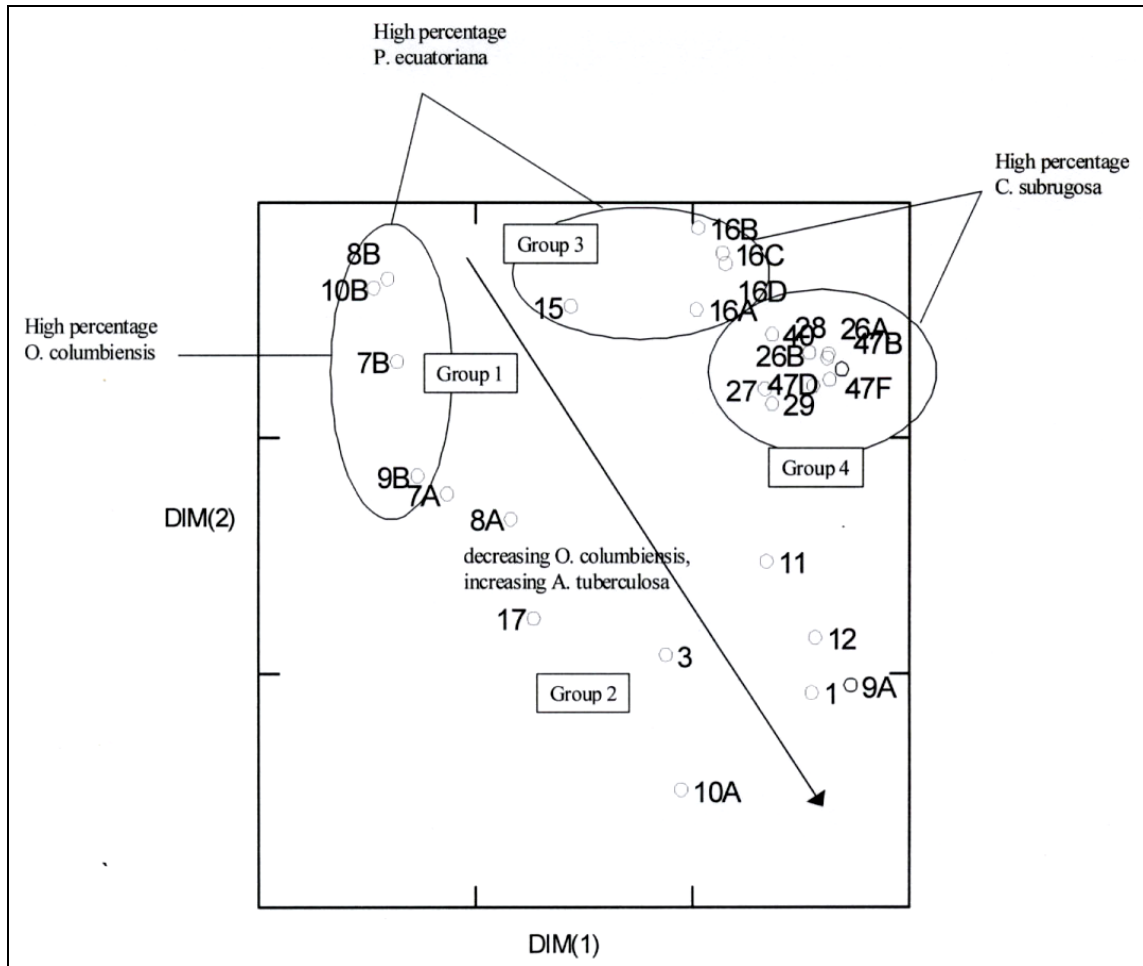 High percentage
P. ecuatoriana
High percentage
C. subrugosa
Group 3
16B
8B
16C
10B
16D
15
16A
High percentage
O. columbiensis
28
26A
40
47B
26B
7B
Group 1
27
47D
47F
29
Group 4
9B
7A
DIM(2)
8A
decreasing O. columbiensis,
increasing A. tuberculosa
11
17
12
3
Group 2
1
9A
10A
DIM(1)